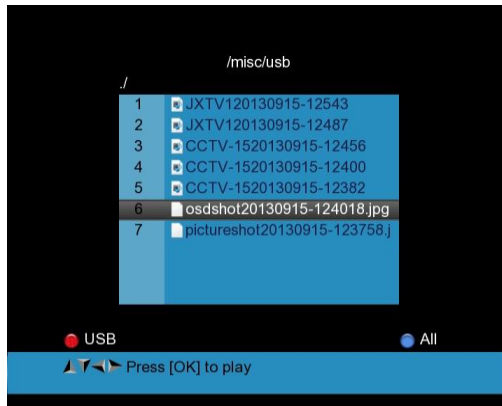 /misc/usb
./
1 JXTV120130915-12543
2 JXTV120130915-12487
3 CCTV-1520130915-12456
4 CCTV-1520130915-12400
5 CCTV-1520130915-12382
6 osdshot20130915-124018.jpg
7 pictureshot20130915-123758.j
USB All
Press [OK] to play